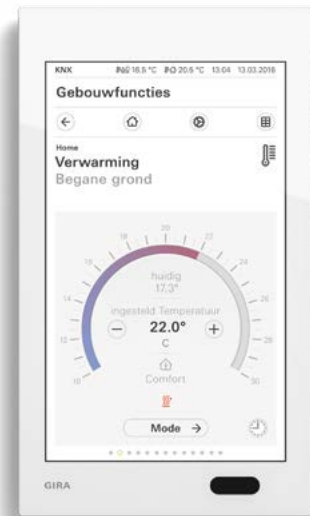 KNX 16.5 °C 20.5 °C 13:04 13.03.2016
Gebouwfuncties
Home
Verwarming
Begane grond
10 12 14 16 18 20 22 24 26 28 30
huidig
17.3°
ingesteld Temperatuur
22.0°
C
Comfort
Mode
GIRA